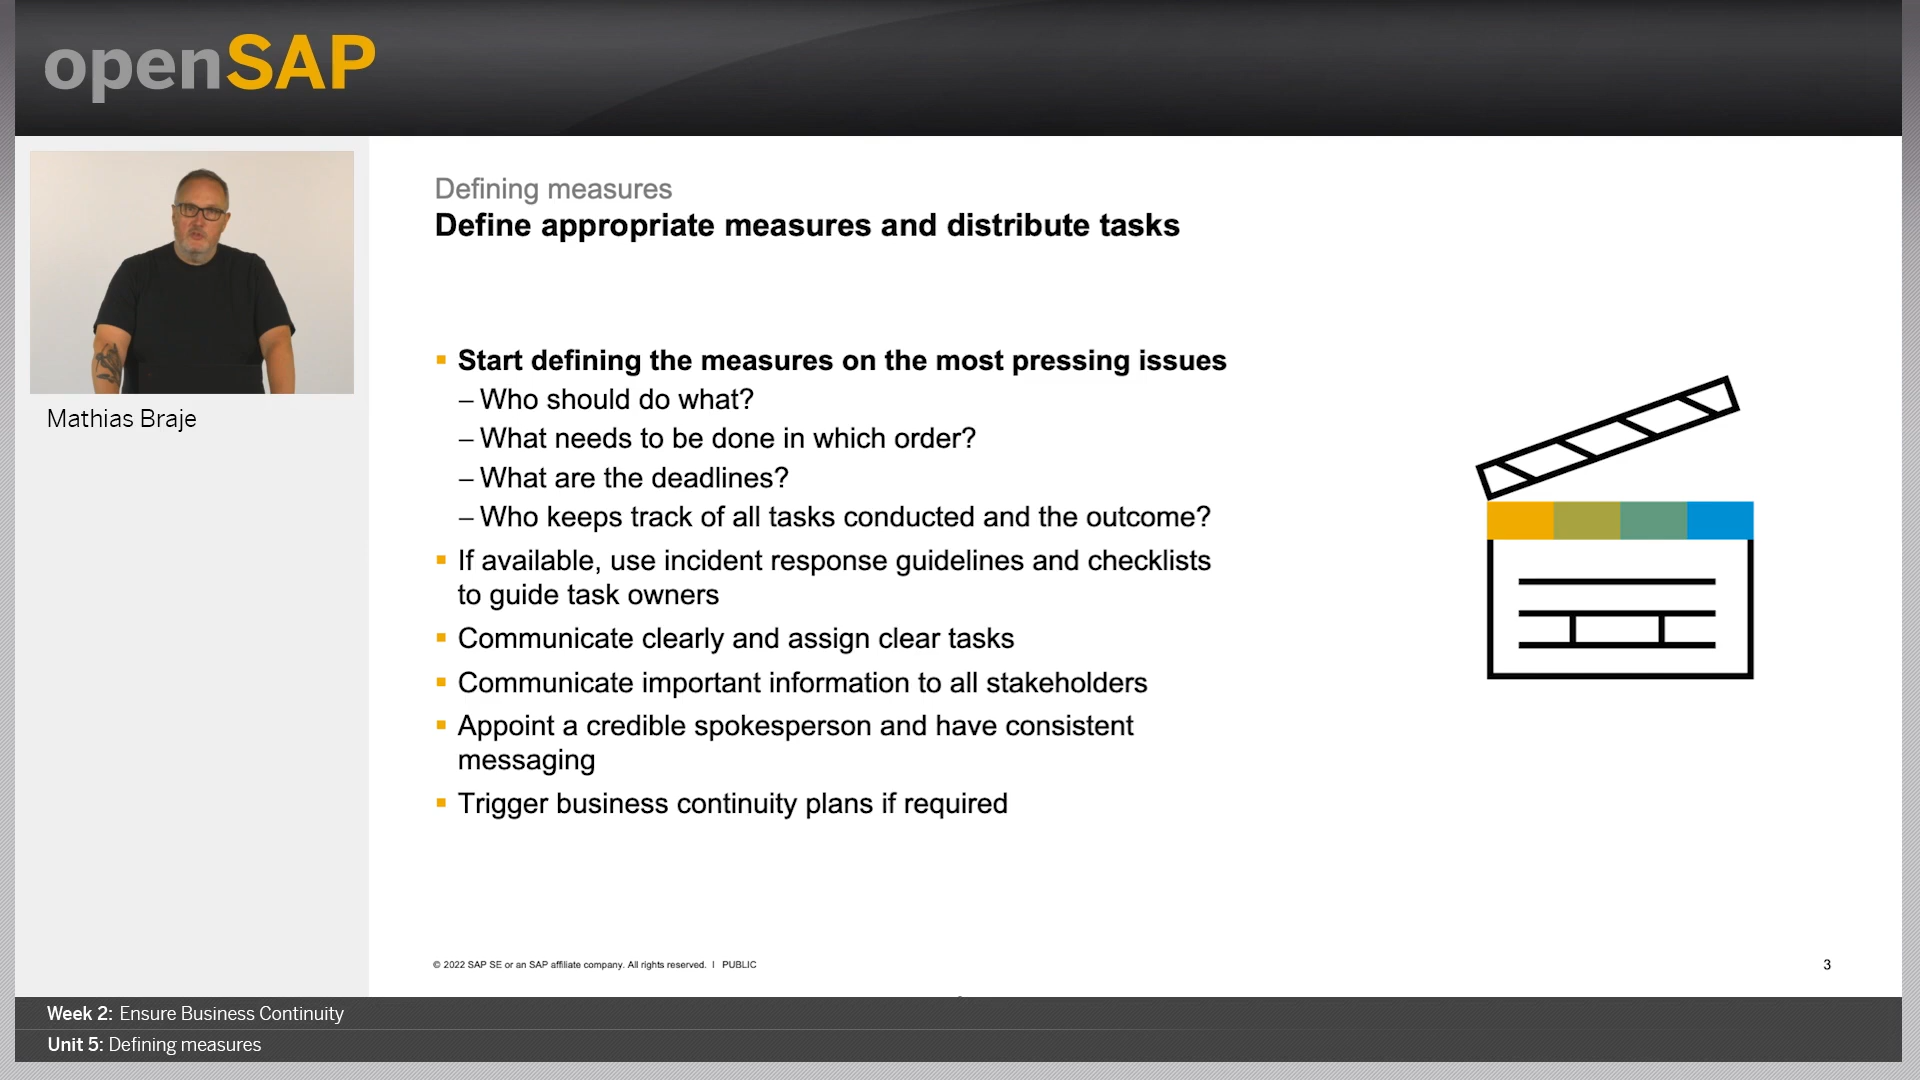 openSAP
Mathias Braje
Defining measures
Define appropriate measures and distribute tasks
▪ Start defining the measures on the most pressing issues
– Who should do what?
– What needs to be done in which order?
– What are the deadlines?
– Who keeps track of all tasks conducted and the outcome?
▪ If available, use incident response guidelines and checklists
to guide task owners
▪ Communicate clearly and assign clear tasks
▪ Communicate important information to all stakeholders
▪ Appoint a credible spokesperson and have consistent
messaging
▪ Trigger business continuity plans if required
© 2022 SAP SE or an SAP affiliate company. All rights reserved. | PUBLIC
3
Week 2: Ensure Business Continuity
Unit 5: Defining measures